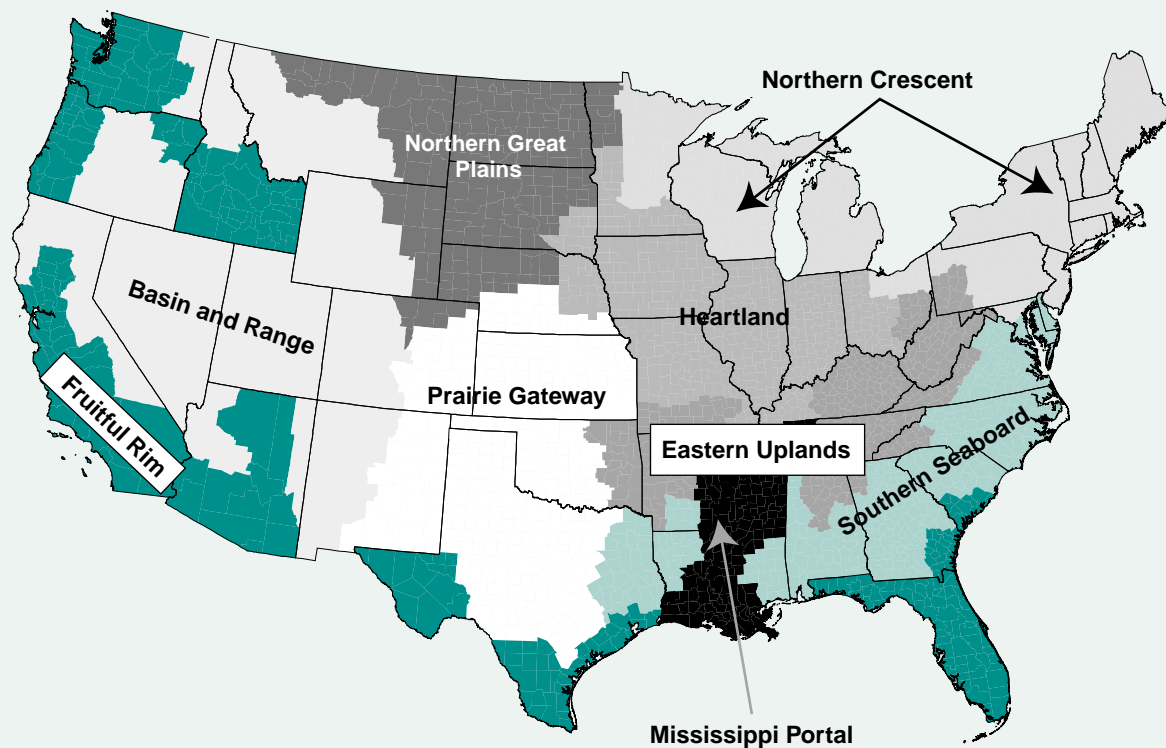 Northern Crescent
Northern Great
Plains
Basin and Range
Heartland
Fruitful Rim
Prairie Gateway
Eastern Uplands
Southern Seaboard
Mississippi Portal